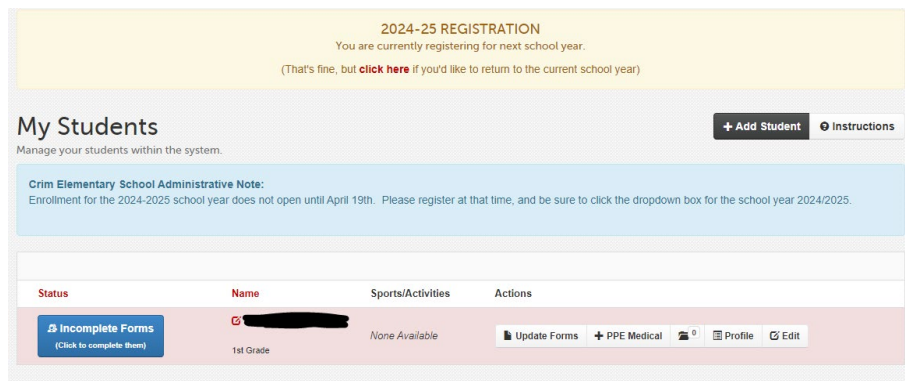 2024-25 REGISTRATION
You are currently registering for next school year.
(That's fine, but click here if you'd like to return to the current school year)
My Students
+ Add Student
Instructions
Manage your students within the system.
Crim Elementary School Administrative Note:
Enrollment for the 2024-2025 school year does not open until April 19th. Please register at that time, and be sure to click the dropdown box for the school year 2024/2025.
Status Name Sports/Activities Actions
Incomplete Forms
(Click to complete them)
1st Grade
None Available
Update Forms + PPE Medical 0 Profile Edit